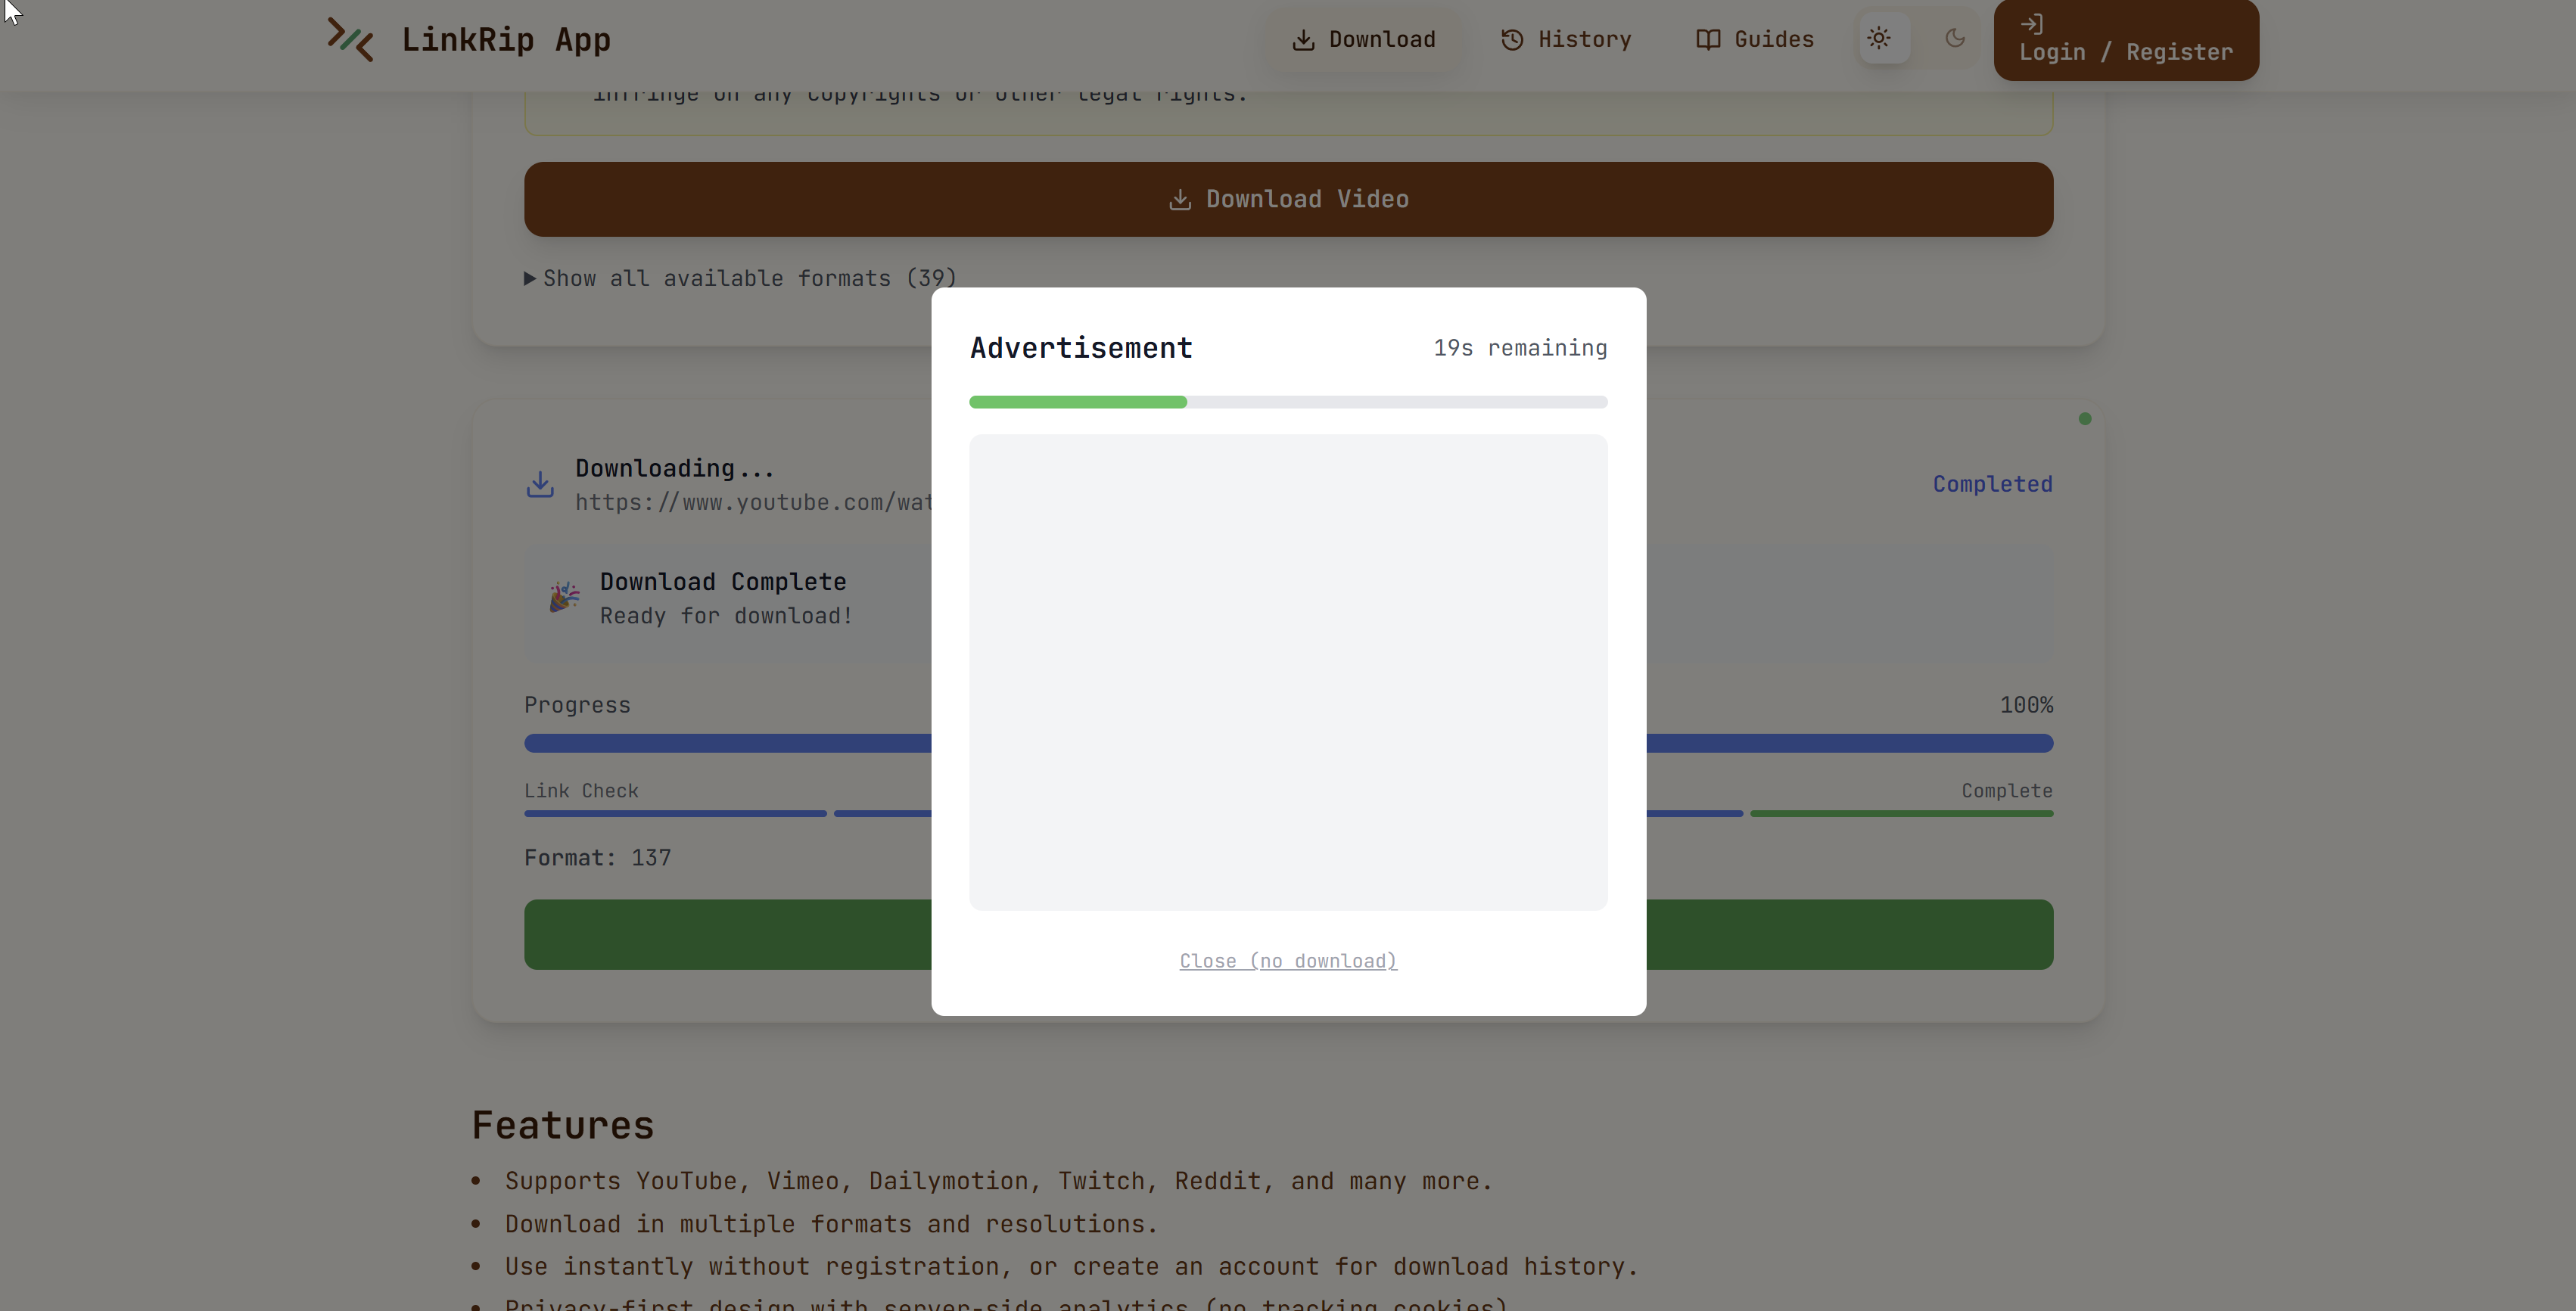 LinkRip App
Download
History
Guides
Login / Register
infringe on any copyrights or other legal rights.
Download Video
Show all available formats (39)
Advertisement
19s remaining
Downloading...
https://www.youtube.com/wat
Completed
Download Complete
Ready for download!
Progress
100%
Link Check
Complete
Format: 137
Close (no download)
Features
• Supports YouTube, Vimeo, Dailymotion, Twitch, Reddit, and many more.
• Download in multiple formats and resolutions.
• Use instantly without registration, or create an account for download history.
• Privacy-first design with server-side analytics (no tracking cookies).